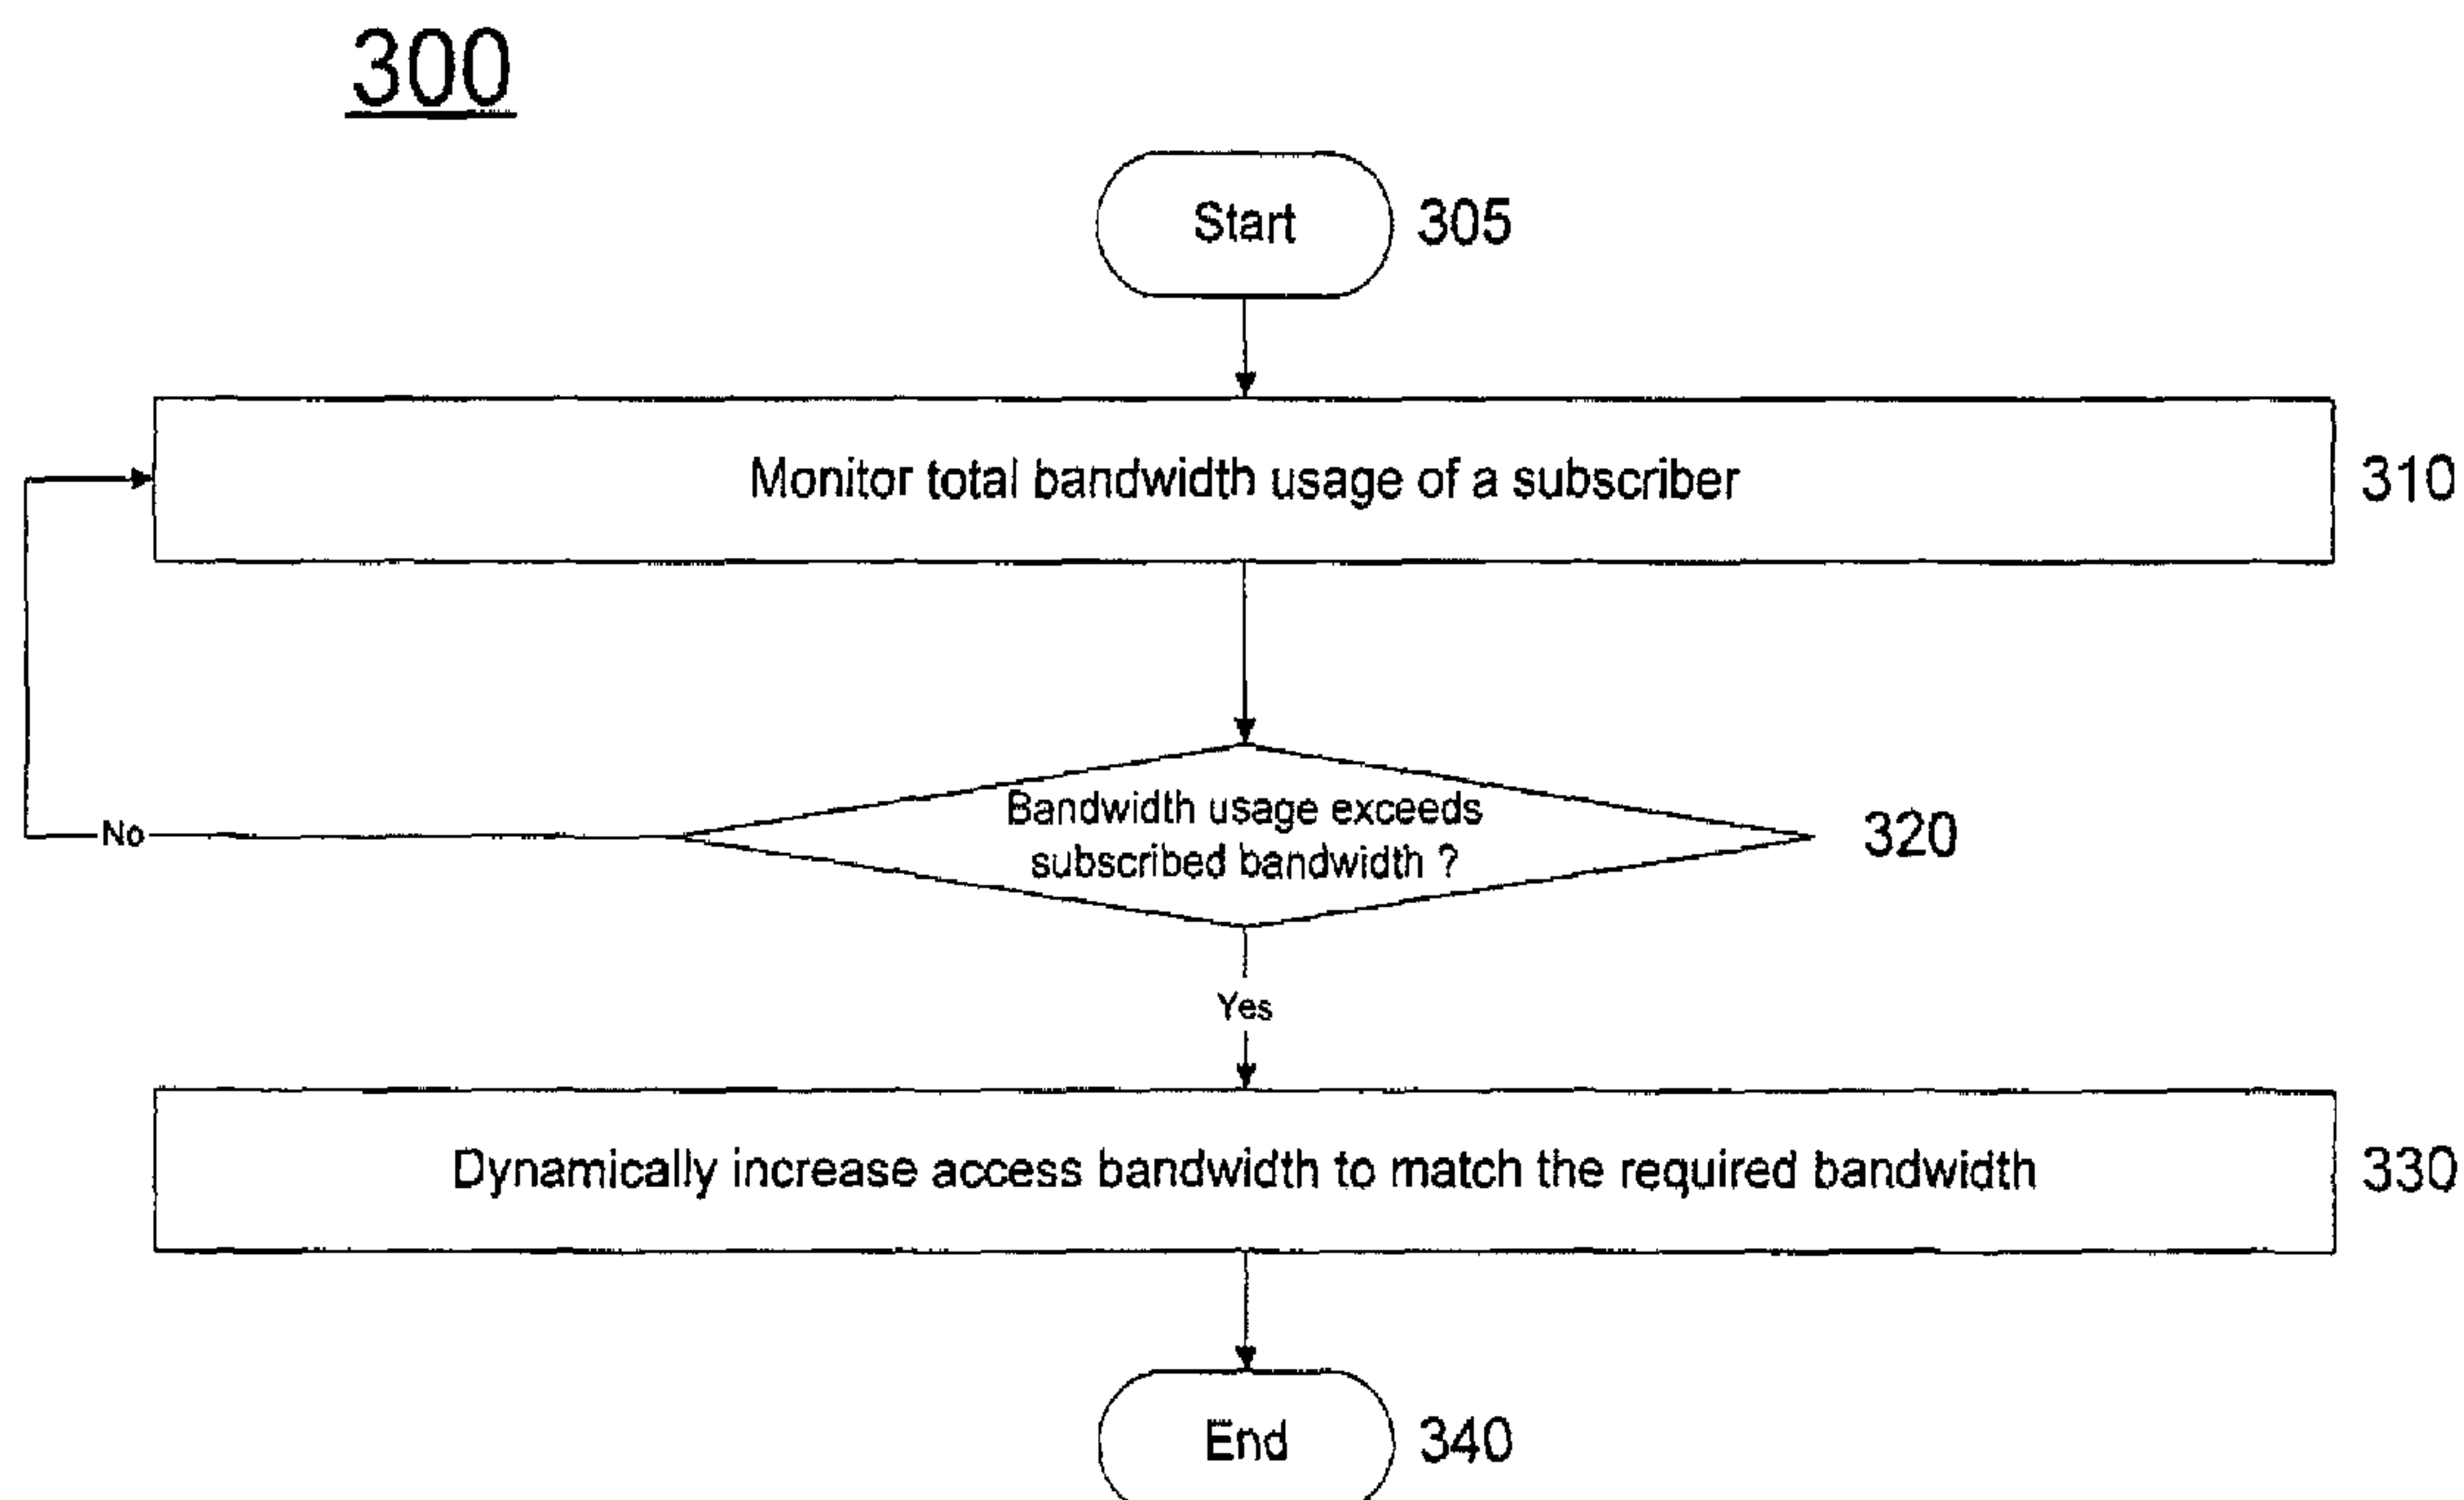 300
Start 305
Monitor total bandwidth usage of a subscriber 310
Bandwidth usage exceeds
subscribed bandwidth ?
320
No
Yes
Dynamically increase access bandwidth to match the required bandwidth 330
End 340